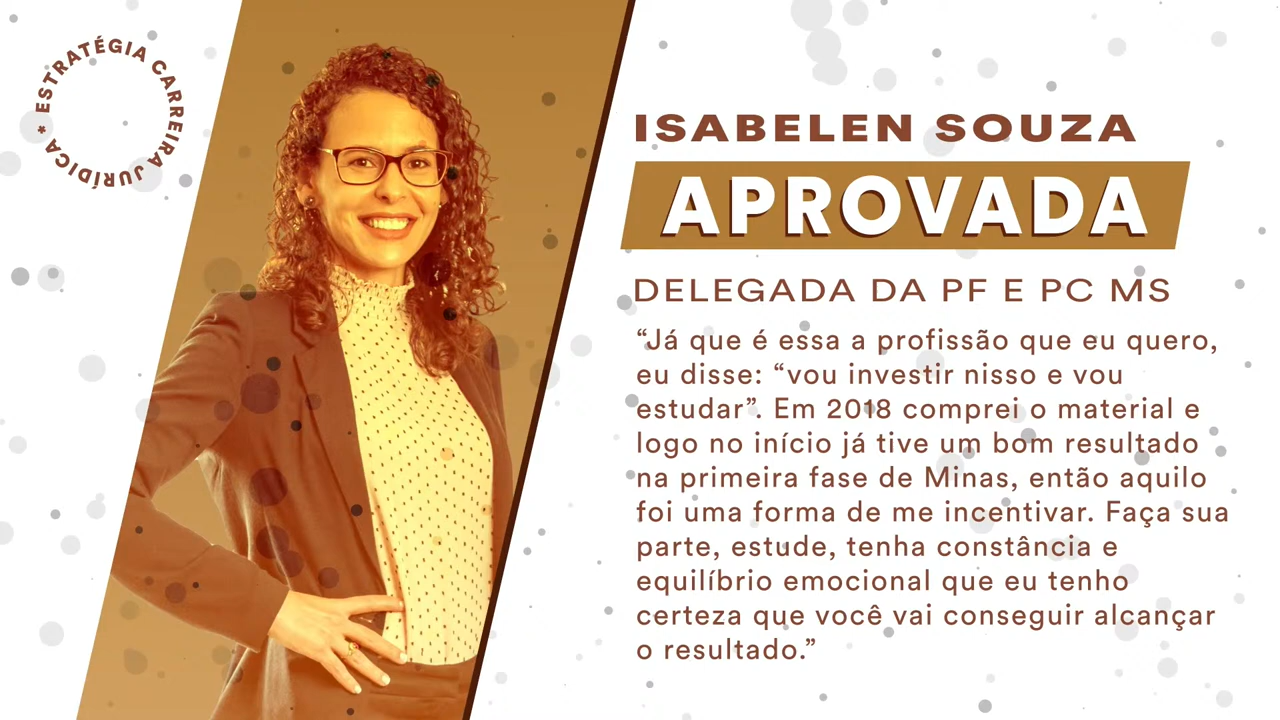 * ESTRATÉGIA CARREIRA JURÍDICA
ISABELEN SOUZA
APROVADA
DELEGADA DA PF E PC MS
“Já que é essa a profissão que eu quero,
eu disse: “vou investir nisso e vou
estudar”. Em 2018 comprei o material e
logo no início já tive um bom resultado
na primeira fase de Minas, então aquilo
foi uma forma de me incentivar. Faça sua
parte, estude, tenha constância e
equilíbrio emocional que eu tenho
certeza que você vai conseguir alcançar
o resultado.”